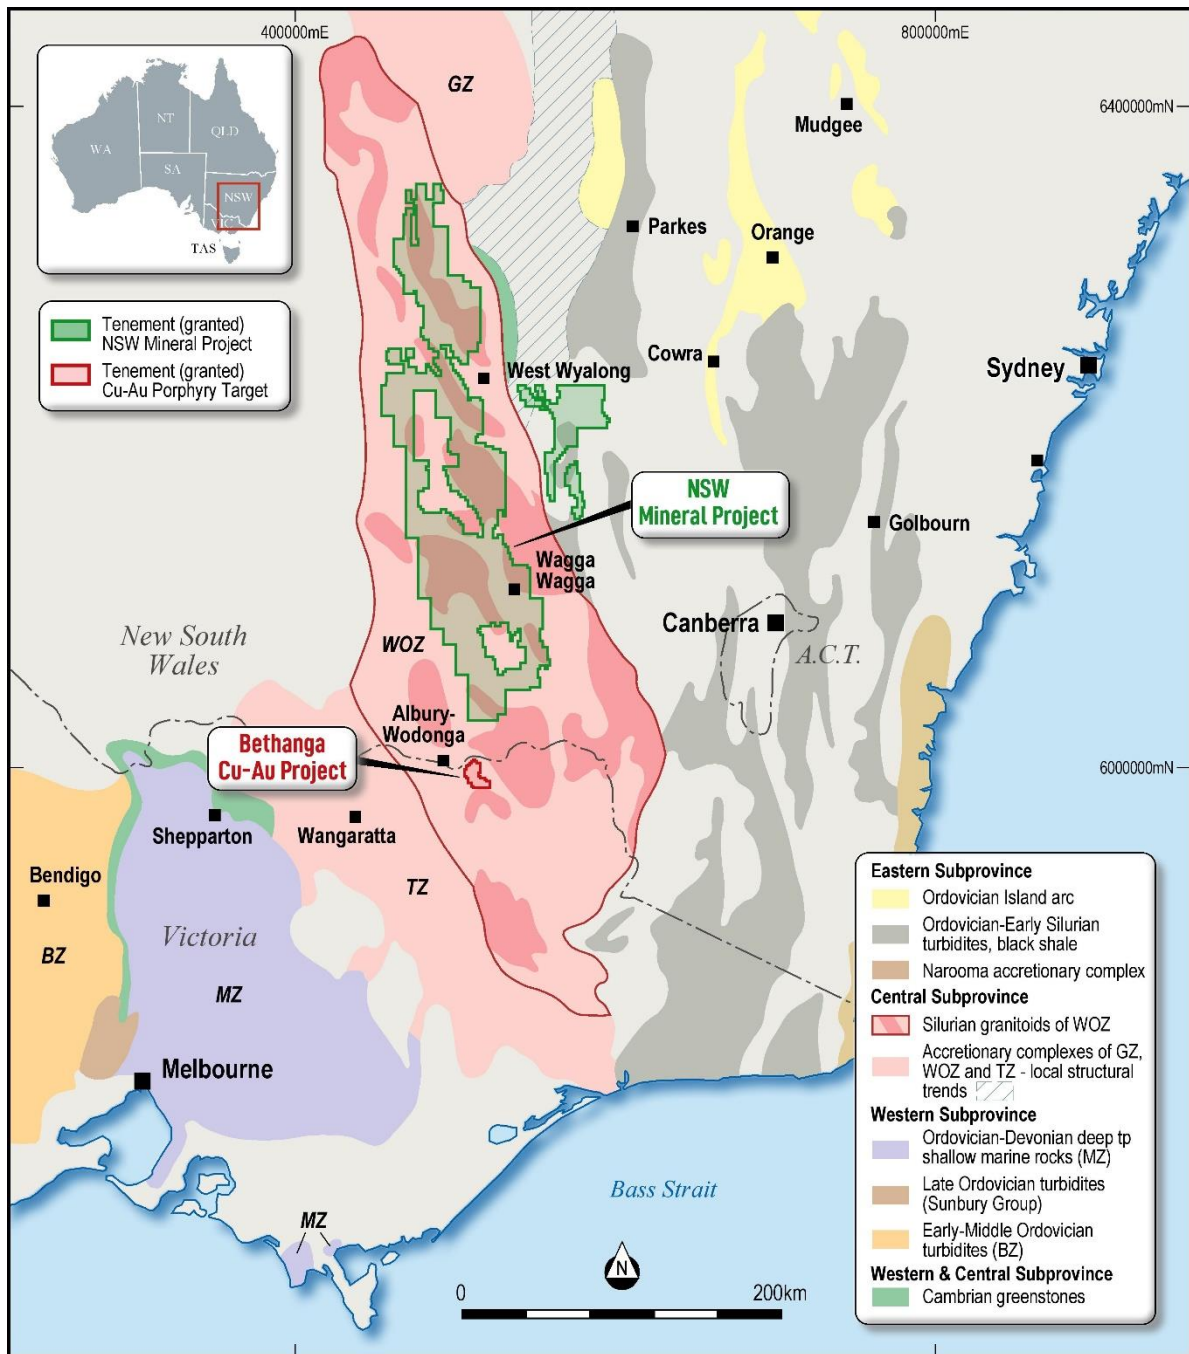 400000mE
800000mE
6400000mN
6000000mN
WA
NT
QLD
SA
NSW
VIC
TAS
Tenement (granted)
NSW Mineral Project
Tenement (granted)
Cu-Au Porphyry Target
GZ
Mudgee
Parkes
Orange
Cowra
West Wyalong
Sydney
NSW
Mineral Project
Golbourn
Wagga
Wagga
Canberra
A.C.T.
New South
Wales
WOZ
Albury-
Wodonga
Bethanga
Cu-Au Project
Shepparton
Wangaratta
Bendigo
TZ
BZ
Victoria
MZ
Melbourne
MZ
Bass Strait
N
0
200km
Eastern Subprovince
Ordovician Island arc
Ordovician-Early Silurian
turbidites, black shale
Narooma accretionary complex
Central Subprovince
Silurian granitoids of WOZ
Accretionary complexes of GZ,
WOZ and TZ - local structural
trends
Western Subprovince
Ordovician-Devonian deep tp
shallow marine rocks (MZ)
Late Ordovician turbidites
(Sunbury Group)
Early-Middle Ordovician
turbidites (BZ)
Western & Central Subprovince
Cambrian greenstones